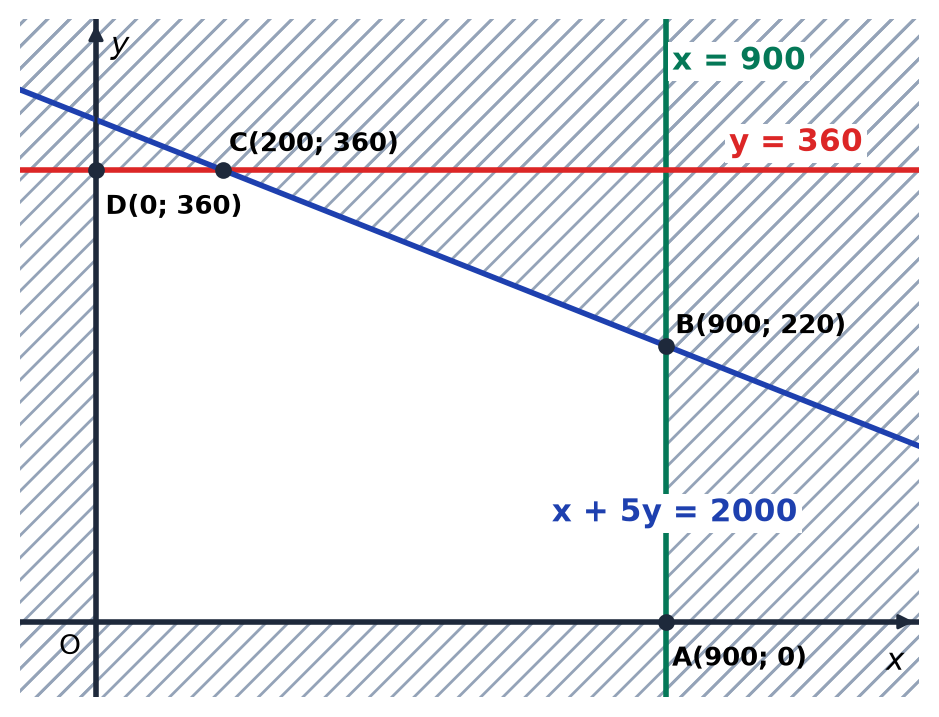 y
x = 900
y = 360
C(200; 360)
D(0; 360)
B(900; 220)
x + 5y = 2000
O
A(900; 0)
x